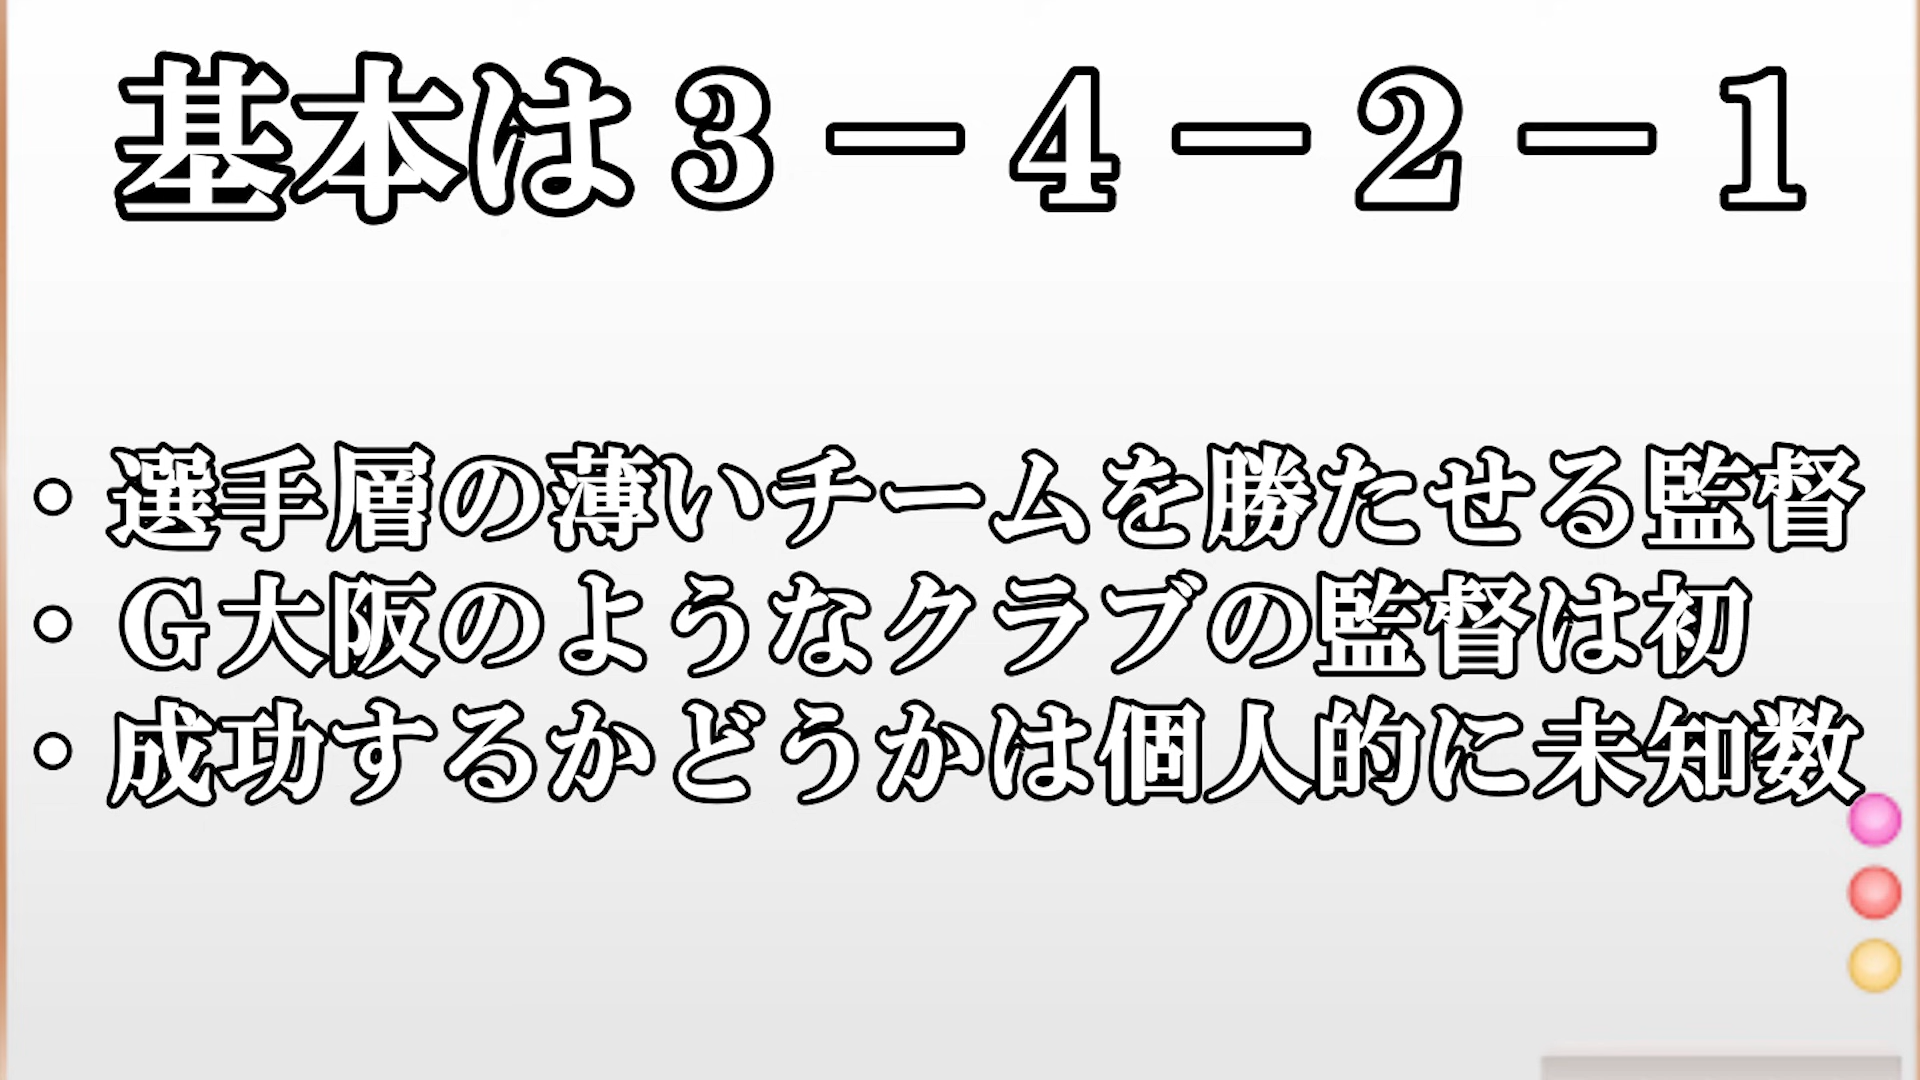 基本は３－４－２－１
・選手層の薄いチームを勝たせる監督
・Ｇ大阪のようなクラブの監督は初
・成功するかどうかは個人的に未知数